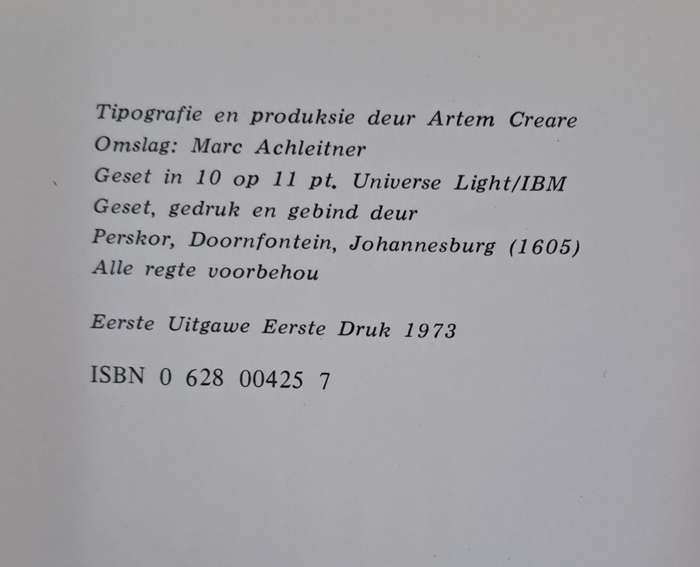 Tipografie en produksie deur Artem Creare
Omslag: Marc Achleitner
Geset in 10 op 11 pt. Universe Light/IBM
Geset, gedruk en gebind deur
Perskor, Doornfontein, Johannesburg (1605)
Alle regte voorbehou
Eerste Uitgawe Eerste Druk 1973
ISBN 0 628 00425 7